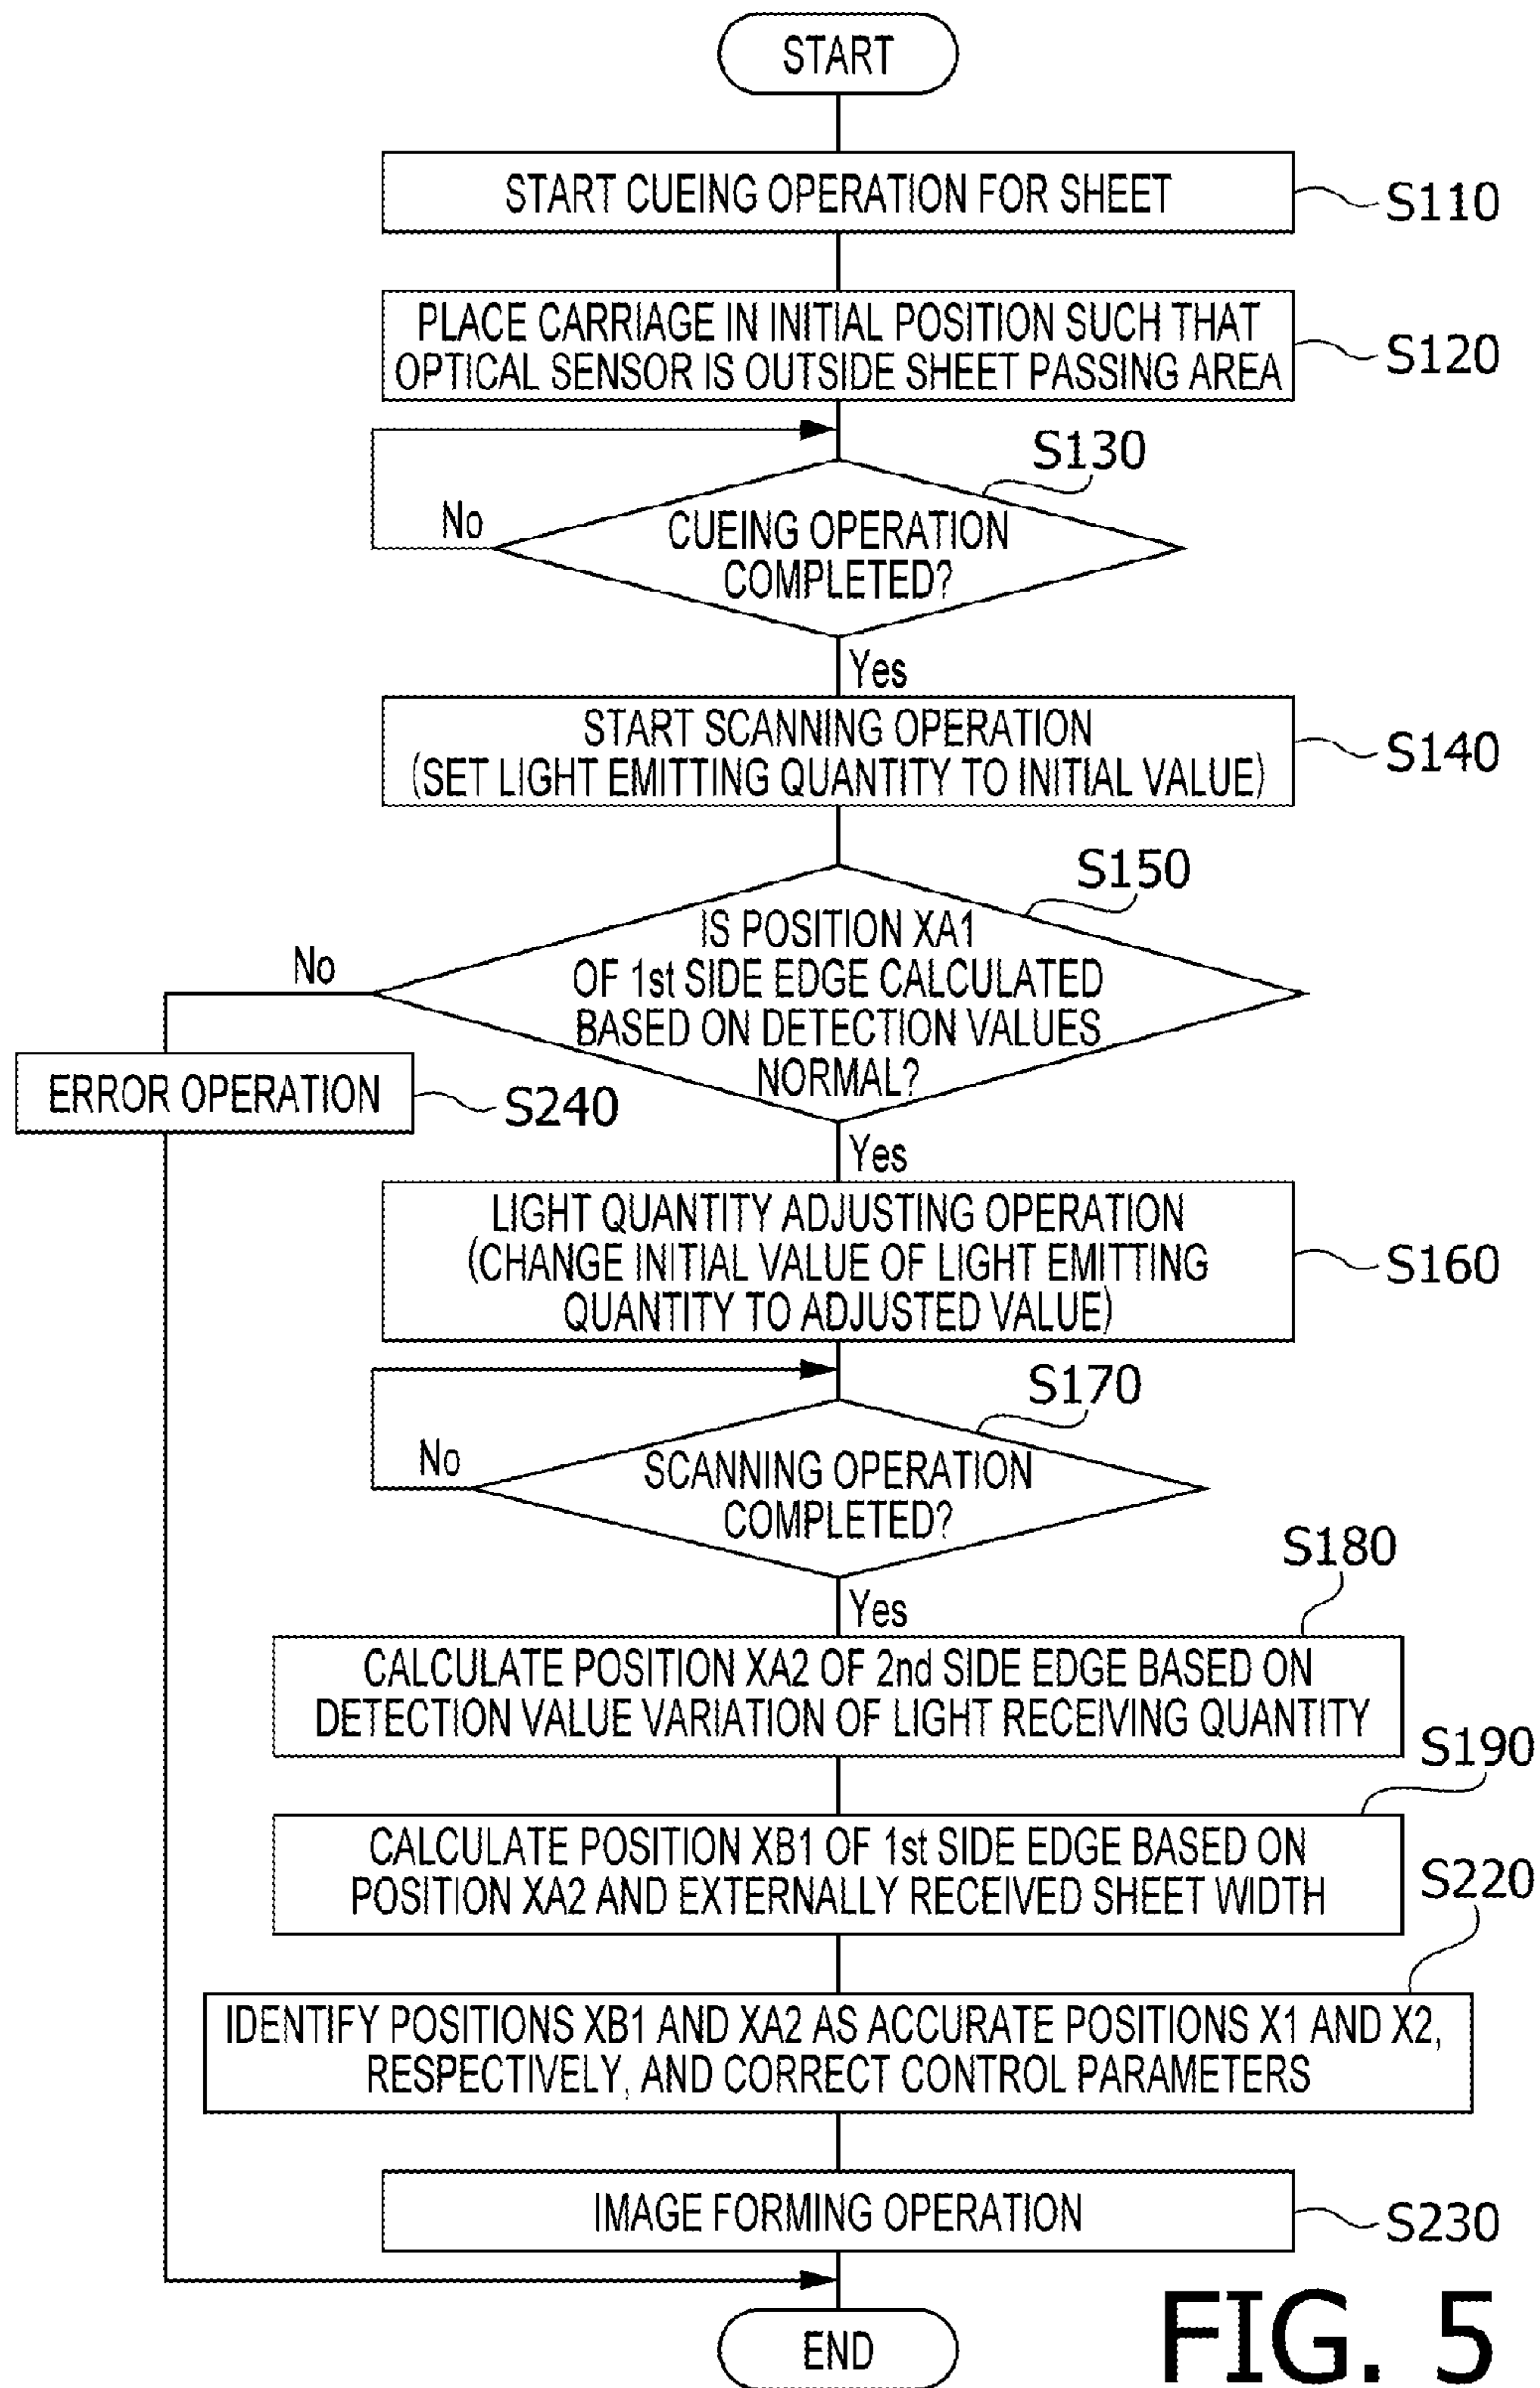 START
START CUEING OPERATION FOR SHEET
S110
PLACE CARRIAGE IN INITIAL POSITION SUCH THAT
OPTICAL SENSOR IS OUTSIDE SHEET PASSING AREA
S120
S130
No
CUEING OPERATION
COMPLETED?
Yes
START SCANNING OPERATION
(SET LIGHT EMITTING QUANTITY TO INITIAL VALUE)
S140
S150
No
IS POSITION XA1
OF 1st SIDE EDGE CALCULATED
BASED ON DETECTION VALUES
NORMAL?
ERROR OPERATION
S240
Yes
LIGHT QUANTITY ADJUSTING OPERATION
(CHANGE INITIAL VALUE OF LIGHT EMITTING
QUANTITY TO ADJUSTED VALUE)
S160
S170
No
SCANNING OPERATION
COMPLETED?
Yes
S180
CALCULATE POSITION XA2 OF 2nd SIDE EDGE BASED ON
DETECTION VALUE VARIATION OF LIGHT RECEIVING QUANTITY
S190
CALCULATE POSITION XB1 OF 1st SIDE EDGE BASED ON
POSITION XA2 AND EXTERNALLY RECEIVED SHEET WIDTH
S220
IDENTIFY POSITIONS XB1 AND XA2 AS ACCURATE POSITIONS X1 AND X2,
RESPECTIVELY, AND CORRECT CONTROL PARAMETERS
IMAGE FORMING OPERATION
S230
END
FIG. 5